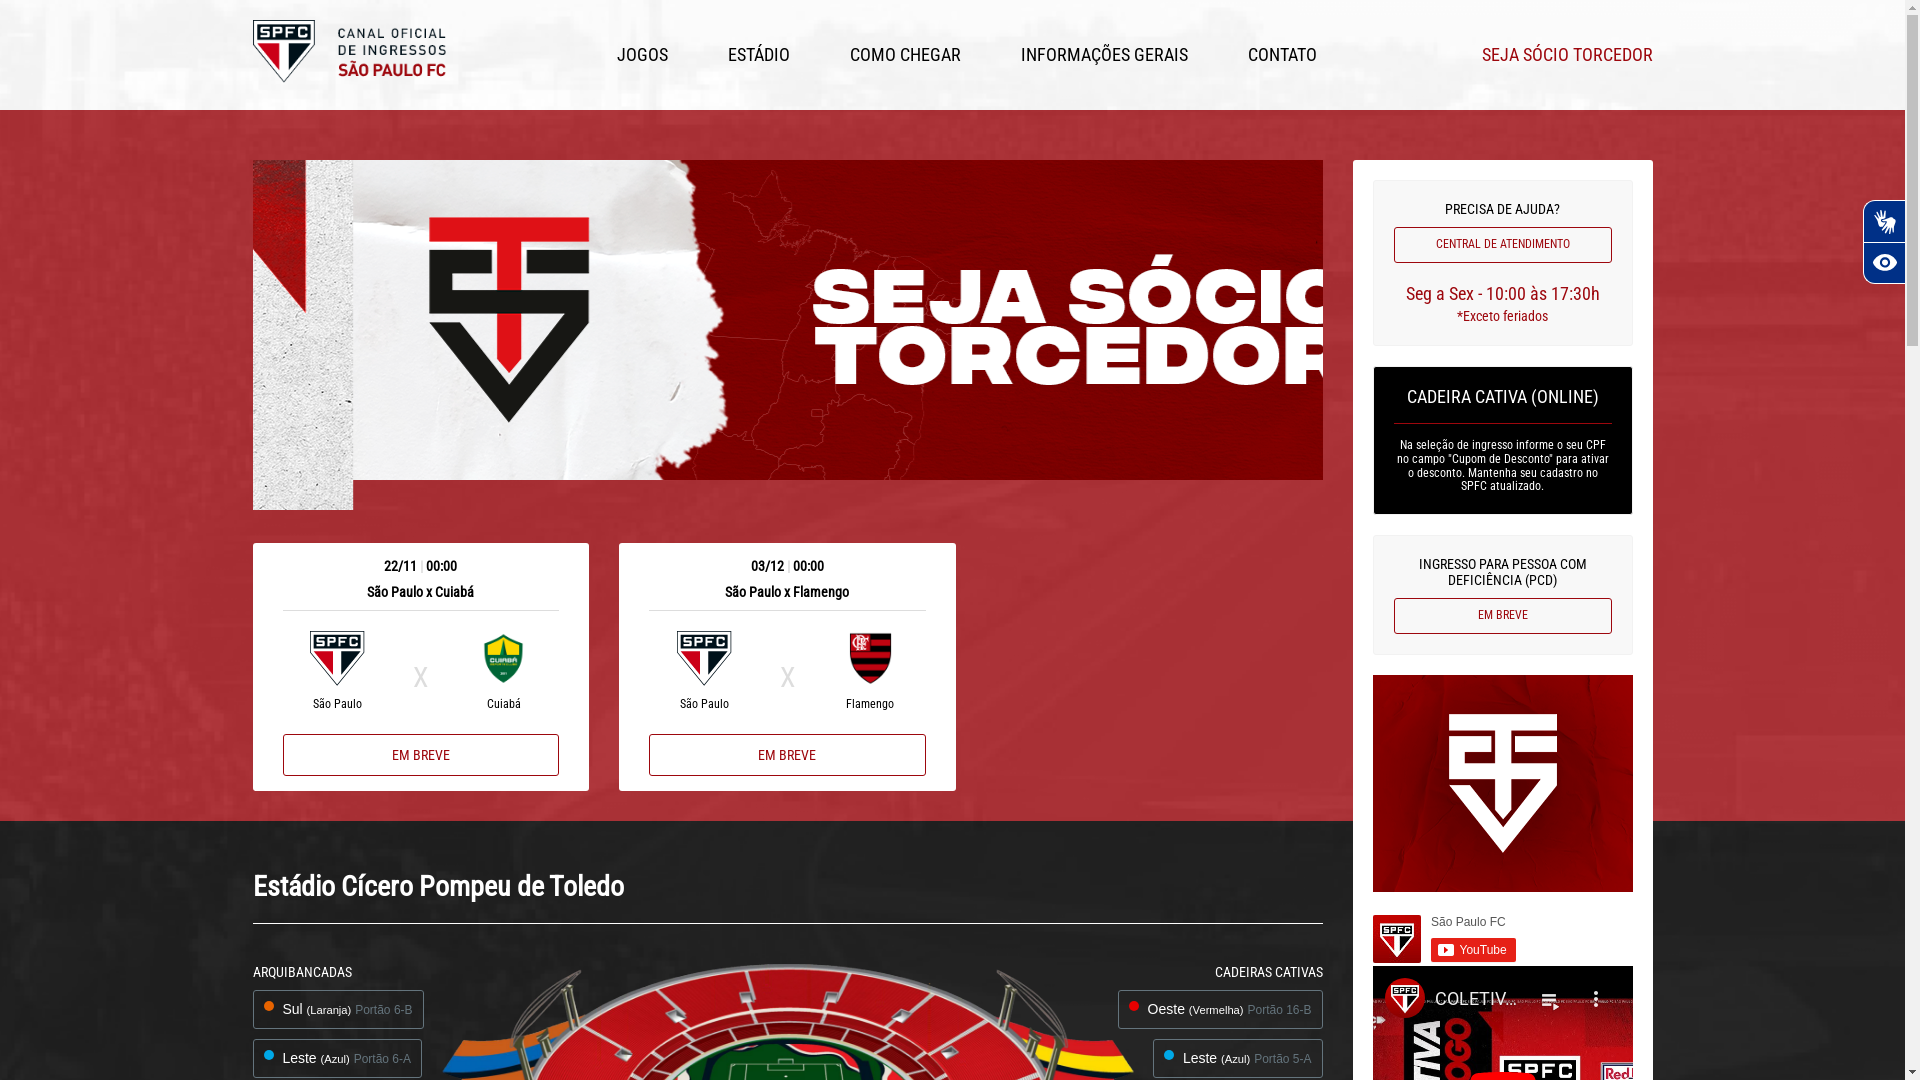 SPFC
CANAL OFICIAL
DE INGRESSOS
SÃO PAULO FC
JOGOS
ESTÁDIO
COMO CHEGAR
INFORMAÇÕES GERAIS
CONTATO
SEJA SÓCIO TORCEDOR
SEJA SÓCIO
TORCEDOR
22/11 | 00:00
São Paulo x Cuiabá
SPFC
X
CUIABÁ
São Paulo
Cuiabá
EM BREVE
03/12 | 00:00
São Paulo x Flamengo
SPFC
X
São Paulo
Flamengo
EM BREVE
PRECISA DE AJUDA?
CENTRAL DE ATENDIMENTO
Seg a Sex - 10:00 às 17:30h
*Exceto feriados
CADEIRA CATIVA (ONLINE)
Na seleção de ingresso informe o seu CPF
no campo "Cupom de Desconto" para ativar
o desconto. Mantenha seu cadastro no
SPFC atualizado.
INGRESSO PARA PESSOA COM
DEFICIÊNCIA (PCD)
EM BREVE
SPFC
São Paulo FC
YouTube
SPFC
COLETIV...
SPFC
RedB
Estádio Cícero Pompeu de Toledo
ARQUIBANCADAS
Sul (Laranja) Portão 6-B
Leste (Azul) Portão 6-A
CADEIRAS CATIVAS
Oeste (Vermelha) Portão 16-B
Leste (Azul) Portão 5-A